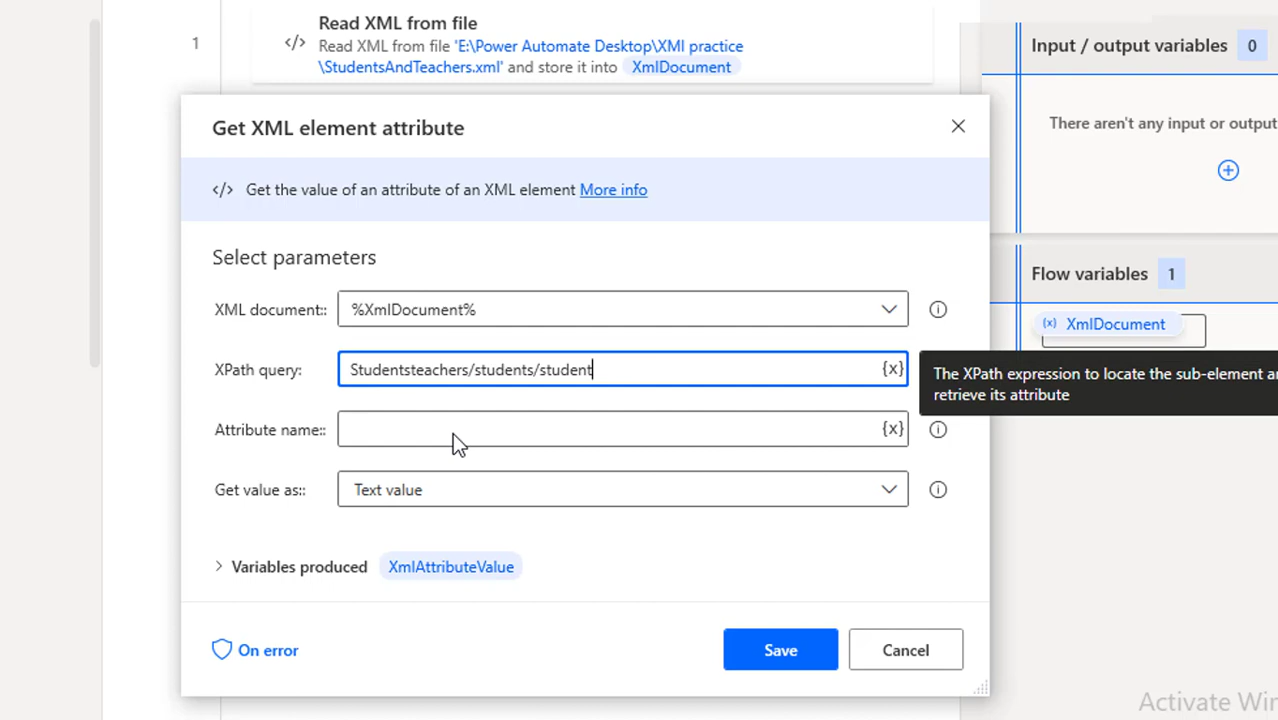 Read XML from file
1
Read XML from file 'E:\Power Automate Desktop\XMl practice
\StudentsAndTeachers.xml' and store it into XmlDocument
Input / output variables 0
There aren't any input or output
Get XML element attribute
Get the value of an attribute of an XML element More info
Select parameters
Flow variables 1
XML document:: %XmlDocument%
(x) XmlDocument
XPath query: Studentsteachers/students/student {x}
The XPath expression to locate the sub-element a
retrieve its attribute
Attribute name:: {x}
Get value as:: Text value
Variables produced XmlAttributeValue
On error
Save
Cancel
Activate Win